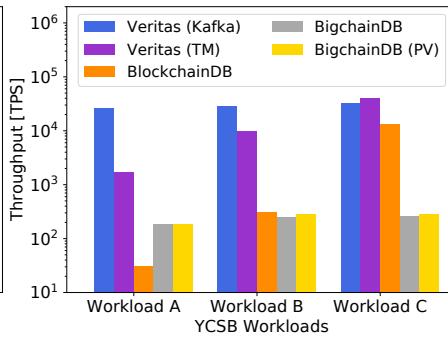 Throughput [TPS]
10⁶
10⁵
10⁴
10³
10²
10¹
Veritas (Kafka)
Veritas (TM)
BlockchainDB
BigchainDB
BigchainDB (PV)
Workload A
Workload B
Workload C
YCSB Workloads